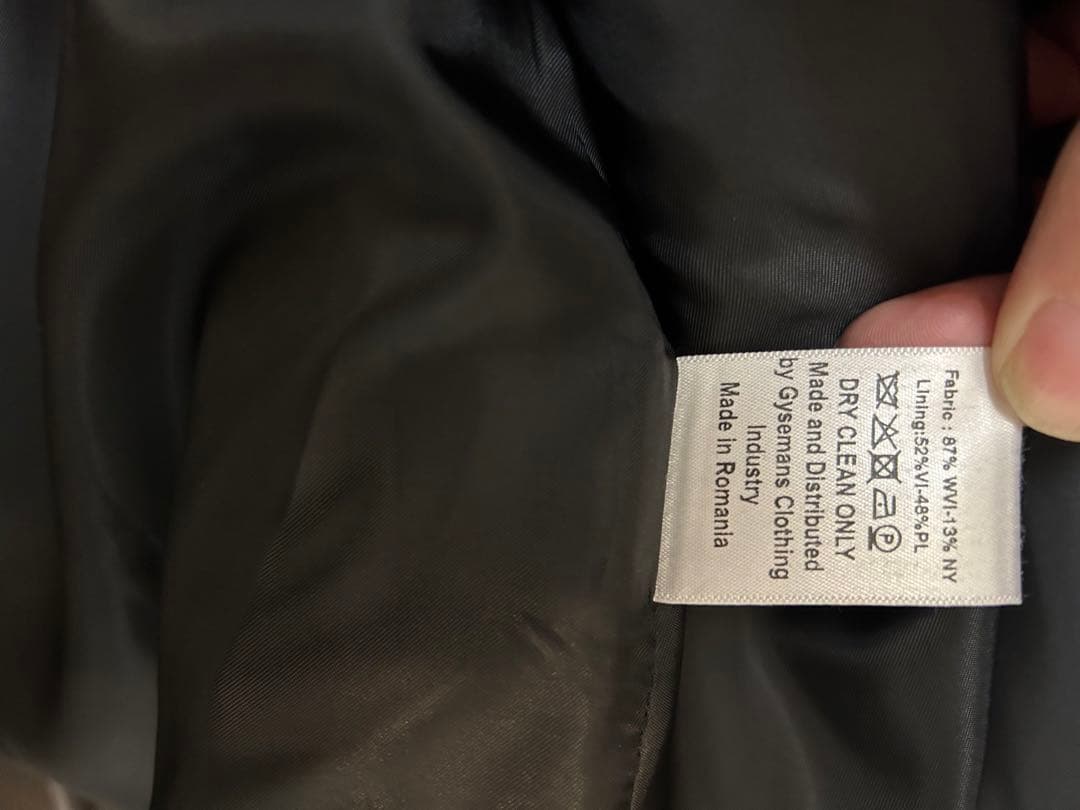 Fabric : 87% WVI-13% NY
Lining:52%VI-48%PL
P
DRY CLEAN ONLY
Made and Distributed
by Gysemans Clothing
Industry
Made in Romania